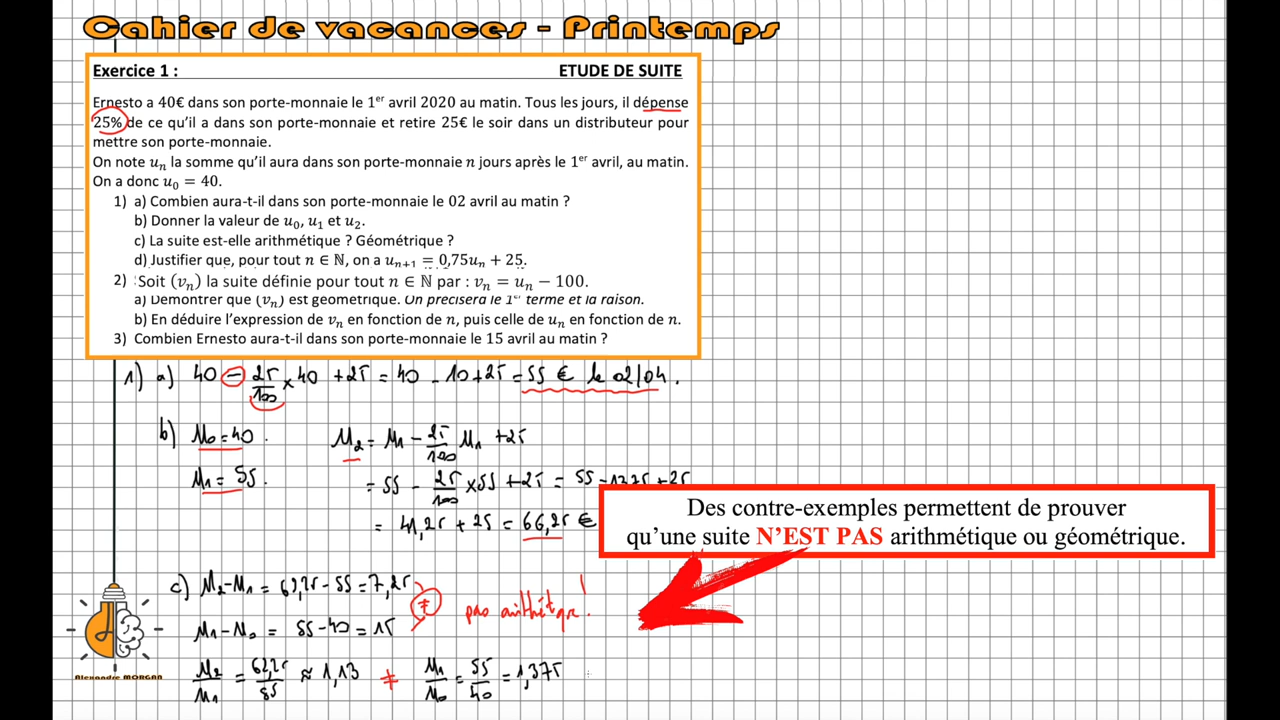 Cahier de vacances - Printemps
Exercice 1 : ETUDE DE SUITE
Ernesto a 40€ dans son porte-monnaie le 1er avril 2020 au matin. Tous les jours, il dépense
25% de ce qu'il a dans son porte-monnaie et retire 25€ le soir dans un distributeur pour
mettre son porte-monnaie.
On note uₙ la somme qu'il aura dans son porte-monnaie n jours après le 1er avril, au matin.
On a donc u₀ = 40.
1) a) Combien aura-t-il dans son porte-monnaie le 02 avril au matin ?
b) Donner la valeur de u₀, u₁ et u₂.
c) La suite est-elle arithmétique ? Géométrique ?
d) Justifier que, pour tout n ∈ ℕ, on a uₙ₊₁ = 0,75uₙ + 25.
2) Soit (vₙ) la suite définie pour tout n ∈ ℕ par : vₙ = uₙ − 100.
a) Démontrer que (vₙ) est géométrique. On précisera le 1er terme et la raison.
b) En déduire l'expression de vₙ en fonction de n, puis celle de uₙ en fonction de n.
3) Combien Ernesto aura-t-il dans son porte-monnaie le 15 avril au matin ?
1) a) 40 − 25/100 × 40 + 25 = 40 − 10 + 25 = 55 € le 02/04.
b) u₀ = 40. u₂ = u₁ − 25/100 u₁ + 25
u₁ = 55. = 55 − 25/100 × 55 + 25 = 55 − 13,75 + 25
Des contre-exemples permettent de prouver
qu'une suite N'EST PAS arithmétique ou géométrique.
= 41,25 + 25 = 66,25 €
c) u₂ − u₁ = 62,25 − 55 = 7,25
≠ pas arithmétique !
u₁ − u₀ = 55 − 40 = 15
u₂/u₁ = 62,25/55 ≈ 1,13 ≠ u₁/u₀ = 55/40 = 1,375
Alexandre MORGAN